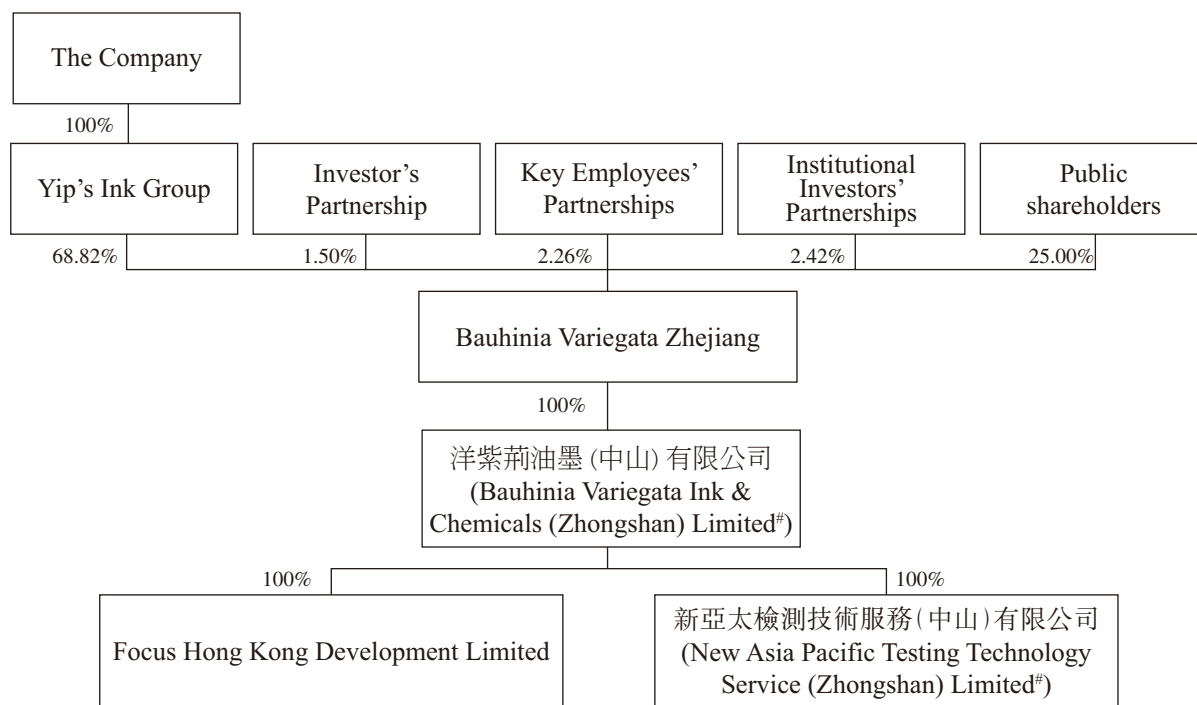 The Company
100%
Yip’s Ink Group
Investor’s
Partnership
Key Employees’
Partnerships
Institutional
Investors’
Partnerships
Public
shareholders
68.82%
1.50%
2.26%
2.42%
25.00%
Bauhinia Variegata Zhejiang
100%
洋紫荊油墨(中山)有限公司
(Bauhinia Variegata Ink &
Chemicals (Zhongshan) Limited#)
100%
100%
Focus Hong Kong Development Limited
新亞太檢測技術服務(中山)有限公司
(New Asia Pacific Testing Technology
Service (Zhongshan) Limited#)